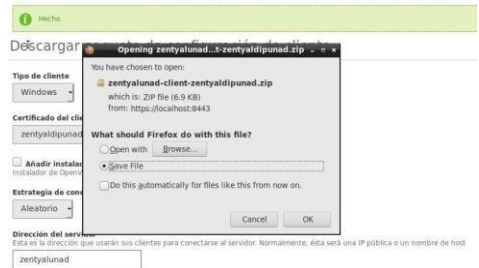 Hecho
Descargar
Opening zentyalunad...t-zentyaldipunad.zip
You have chosen to open:
Tipo de cliente
zentyalunad-client-zentyaldipunad.zip
Windows
which is: ZIP file (6.9 KB)
from: https://localhost:8443
Certificado del clie
What should Firefox do with this file?
zentyaldipunad
Open with Browse...
Save File
Añadir instalad
Instalador de OpenV
Do this automatically for files like this from now on.
Estrategia de cone
Aleatorio
Cancel OK
Dirección del servidor
Esta es la dirección que usarán sus clientes para conectarse al servidor. Normalmente, ésta será una IP pública o un nombre de host
zentyalunad